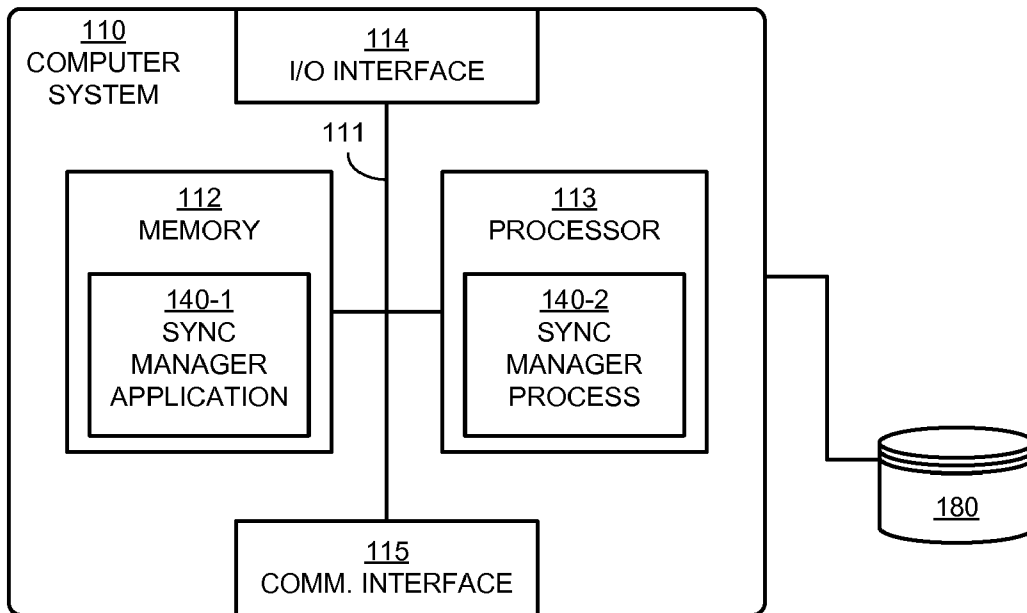 110
COMPUTER
SYSTEM
114
I/O INTERFACE
111
112
MEMORY
113
PROCESSOR
140-1
SYNC
MANAGER
APPLICATION
140-2
SYNC
MANAGER
PROCESS
180
115
COMM. INTERFACE